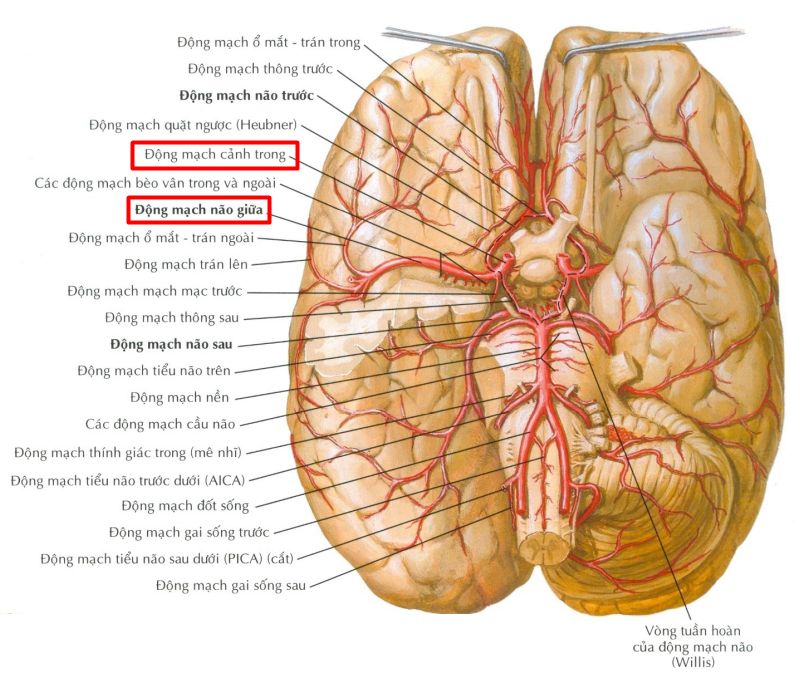 Động mạch ổ mắt - trán trong
Động mạch thông trước
Động mạch não trước
Động mạch quặt ngược (Heubner)
Động mạch cảnh trong
Các động mạch bèo vân trong và ngoài
Động mạch não giữa
Động mạch ổ mắt - trán ngoài
Động mạch trán lên
Động mạch mạch mạc trước
Động mạch thông sau
Động mạch não sau
Động mạch tiểu não trên
Động mạch nền
Các động mạch cầu não
Động mạch thính giác trong (mê nhĩ)
Động mạch tiểu não trước dưới (AICA)
Động mạch đốt sống
Động mạch gai sống trước
Động mạch tiểu não sau dưới (PICA) (cắt)
Động mạch gai sống sau
Vòng tuần hoàn
của động mạch não
(Willis)